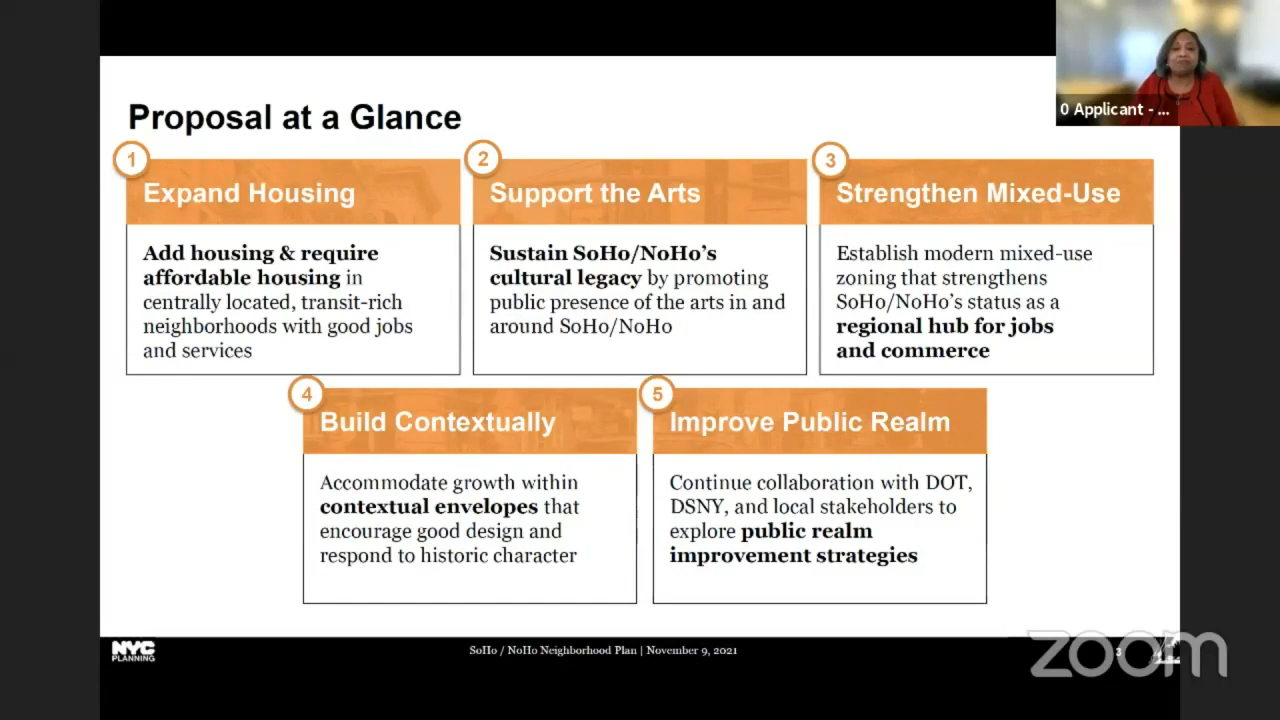 Proposal at a Glance
0 Applicant - ...
1
Expand Housing
Add housing & require
affordable housing in
centrally located, transit-rich
neighborhoods with good jobs
and services
2
Support the Arts
Sustain SoHo/NoHo's
cultural legacy by promoting
public presence of the arts in and
around SoHo/NoHo
3
Strengthen Mixed-Use
Establish modern mixed-use
zoning that strengthens
SoHo/NoHo's status as a
regional hub for jobs
and commerce
4
Build Contextually
Accommodate growth within
contextual envelopes that
encourage good design and
respond to historic character
5
Improve Public Realm
Continue collaboration with DOT,
DSNY, and local stakeholders to
explore public realm
improvement strategies
NYC
PLANNING
SoHo / NoHo Neighborhood Plan | November 9, 2021
3
zoom